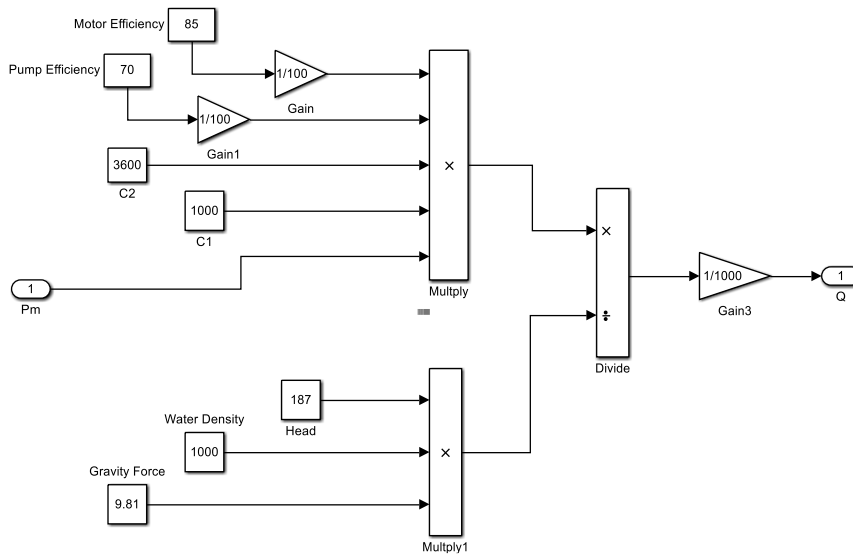 Motor Efficiency
85
Pump Efficiency
70
1/100
Gain
1/100
Gain1
3600
C2
1000
C1
1
Pm
×
Multply
×
÷
Divide
1/1000
Gain3
1
Q
187
Head
Water Density
1000
Gravity Force
9.81
×
Multply1